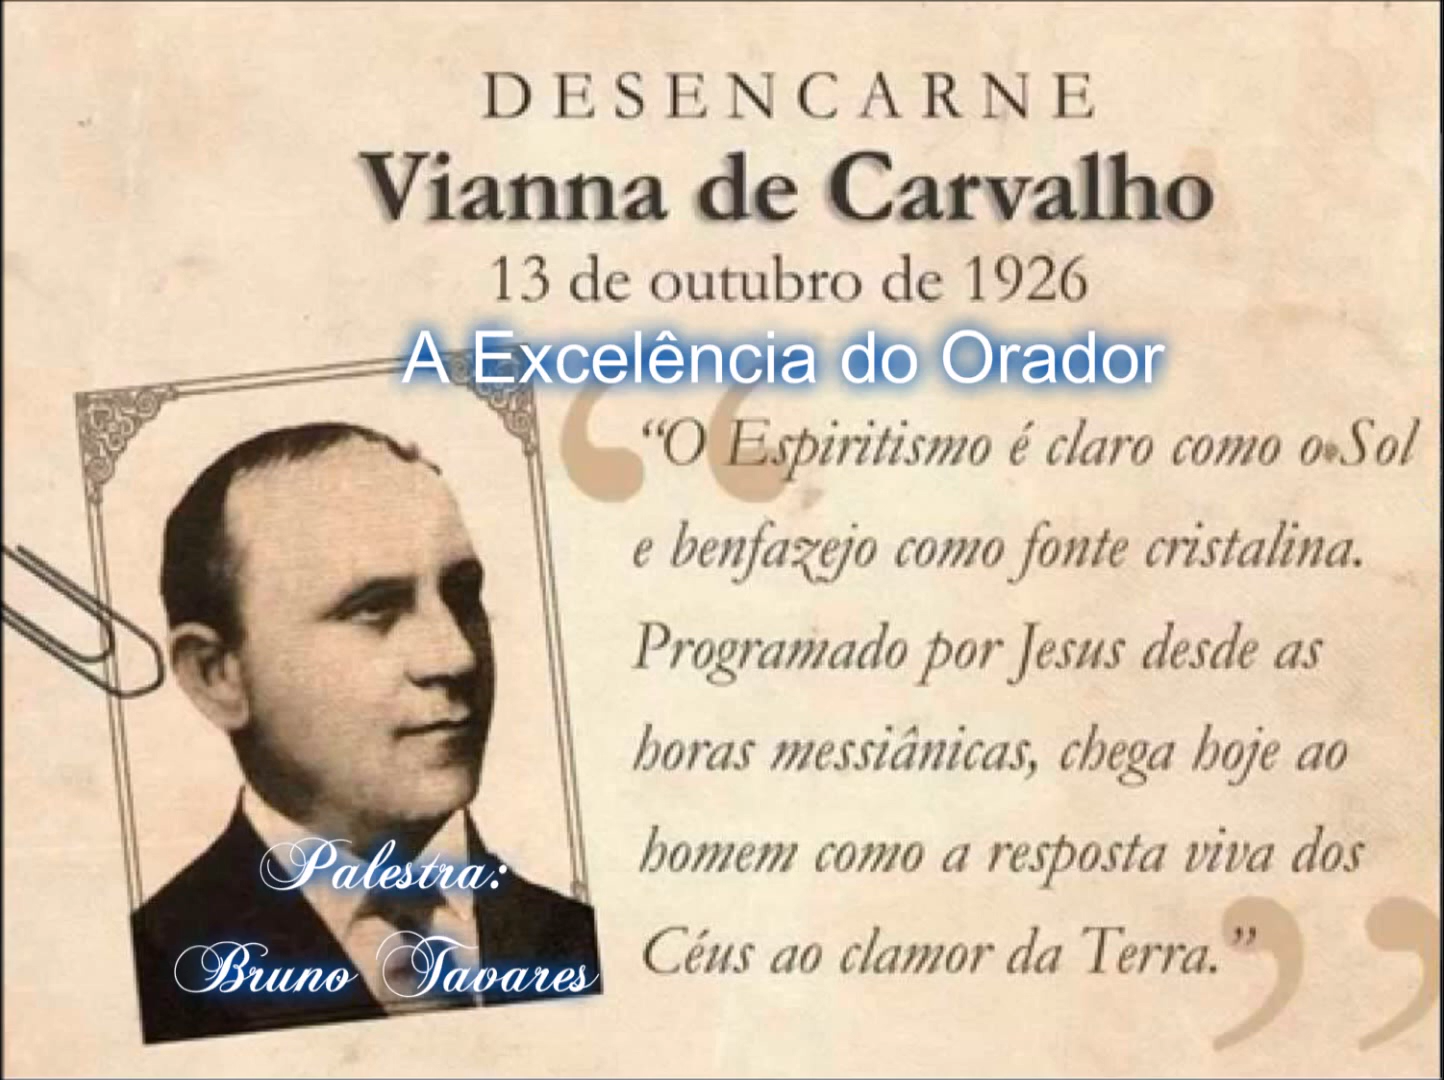 DESENCARNE
Vianna de Carvalho
13 de outubro de 1926
A Excelência do Orador
“O Espiritismo é claro como o Sol
e benfazejo como fonte cristalina.
Programado por Jesus desde as
horas messiânicas, chega hoje ao
homem como a resposta viva dos
Céus ao clamor da Terra.”
Palestra:
Bruno Tavares